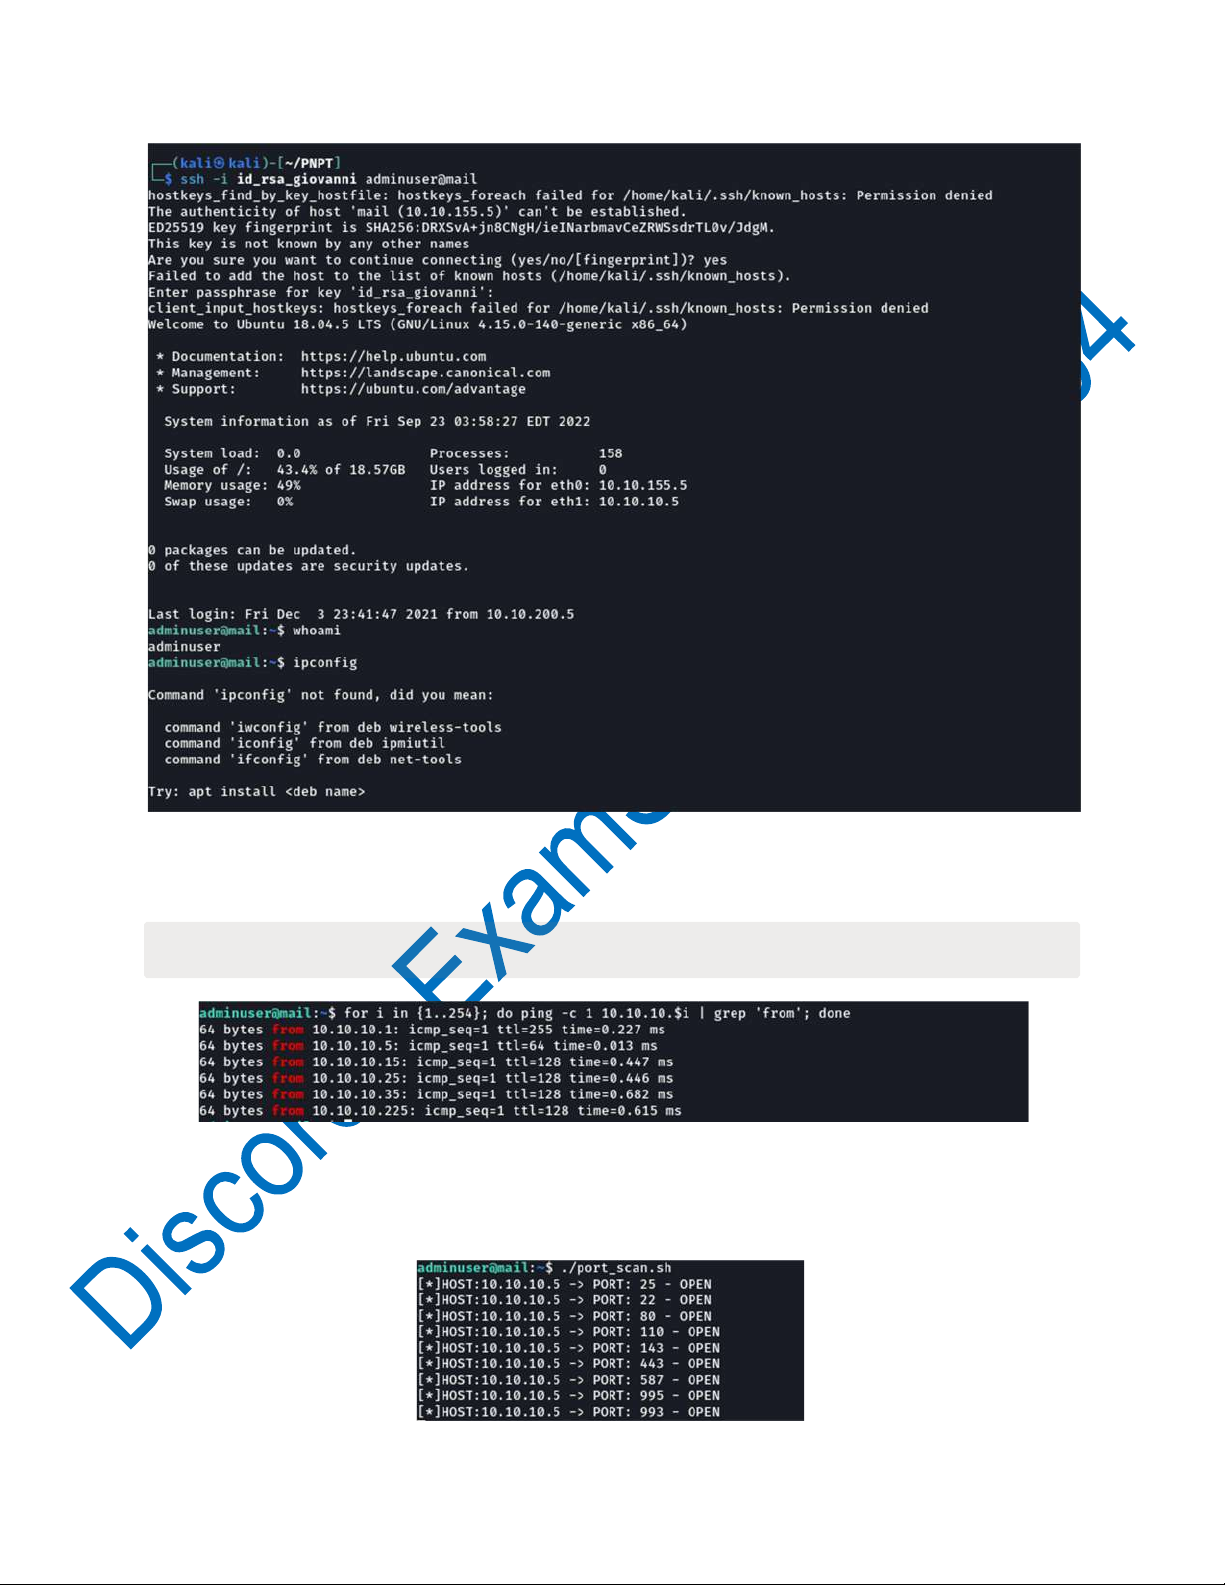 (kali㉿kali)-[~/PNPT]
$ ssh -i id_rsa_giovanni adminuser@mail
hostkeys_find_by_key_hostfile: hostkeys_foreach failed for /home/kali/.ssh/known_hosts: Permission denied
The authenticity of host 'mail (10.10.155.5)' can't be established.
ED25519 key fingerprint is SHA256:DRXSvA+jn8CNgH/ieINarbmavCeZRWSsdrTL0v/JdgM.
This key is not known by any other names
Are you sure you want to continue connecting (yes/no/[fingerprint])? yes
Failed to add the host to the list of known hosts (/home/kali/.ssh/known_hosts).
Enter passphrase for key 'id_rsa_giovanni':
client_input_hostkeys: hostkeys_foreach failed for /home/kali/.ssh/known_hosts: Permission denied
Welcome to Ubuntu 18.04.5 LTS (GNU/Linux 4.15.0-140-generic x86_64)
* Documentation: https://help.ubuntu.com
* Management: https://landscape.canonical.com
* Support: https://ubuntu.com/advantage
System information as of Fri Sep 23 03:58:27 EDT 2022
System load: 0.0 Processes: 158
Usage of /: 43.4% of 18.57GB Users logged in: 0
Memory usage: 49% IP address for eth0: 10.10.155.5
Swap usage: 0% IP address for eth1: 10.10.10.5
0 packages can be updated.
0 of these updates are security updates.
Last login: Fri Dec 3 23:41:47 2021 from 10.10.200.5
adminuser@mail:~$ whoami
adminuser
adminuser@mail:~$ ipconfig
Command 'ipconfig' not found, did you mean:
command 'iwconfig' from deb wireless-tools
command 'iconfig' from deb ipmiutil
command 'ifconfig' from deb net-tools
Try: apt install <deb name>
adminuser@mail:~$ for i in {1..254}; do ping -c 1 10.10.10.$i | grep 'from'; done
64 bytes from 10.10.10.1: icmp_seq=1 ttl=255 time=0.227 ms
64 bytes from 10.10.10.5: icmp_seq=1 ttl=64 time=0.013 ms
64 bytes from 10.10.10.15: icmp_seq=1 ttl=128 time=0.447 ms
64 bytes from 10.10.10.25: icmp_seq=1 ttl=128 time=0.446 ms
64 bytes from 10.10.10.35: icmp_seq=1 ttl=128 time=0.682 ms
64 bytes from 10.10.10.225: icmp_seq=1 ttl=128 time=0.615 ms
adminuser@mail:~$ ./port_scan.sh
[*]HOST:10.10.10.5 -> PORT: 25 - OPEN
[*]HOST:10.10.10.5 -> PORT: 22 - OPEN
[*]HOST:10.10.10.5 -> PORT: 80 - OPEN
[*]HOST:10.10.10.5 -> PORT: 110 - OPEN
[*]HOST:10.10.10.5 -> PORT: 143 - OPEN
[*]HOST:10.10.10.5 -> PORT: 443 - OPEN
[*]HOST:10.10.10.5 -> PORT: 587 - OPEN
[*]HOST:10.10.10.5 -> PORT: 995 - OPEN
[*]HOST:10.10.10.5 -> PORT: 993 - OPEN